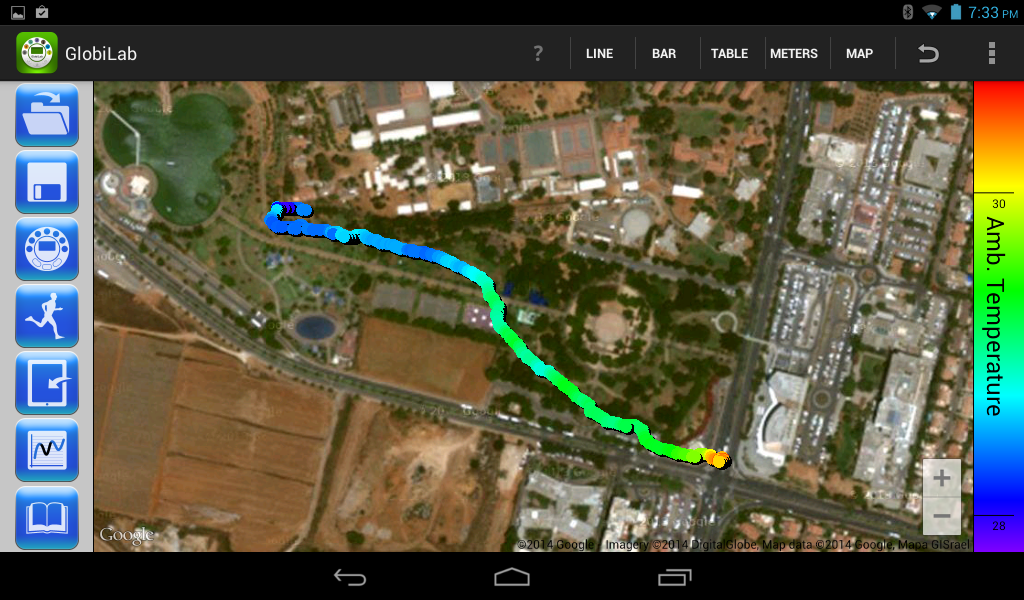 7:33 PM
GlobiLab
?
LINE
BAR
TABLE
METERS
MAP
30
Amb. Temperature
28
+
−
Google
©2014 Google - Imagery ©2014 DigitalGlobe, Map data ©2014 Google, Mapa GISrael